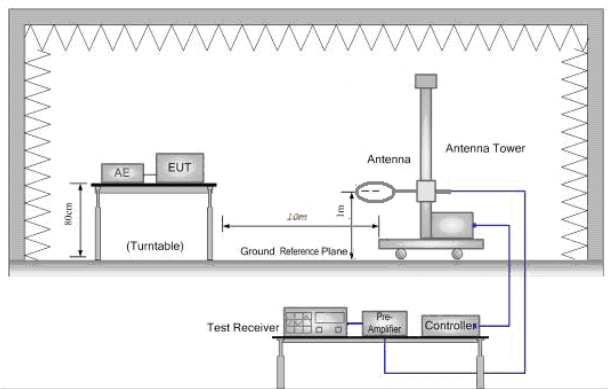 Antenna Tower
Antenna
EUT
AE
80cm
10m
1m
(Turntable)
Ground Reference Plane
Test Receiver
Pre-
Amplifier
Controller